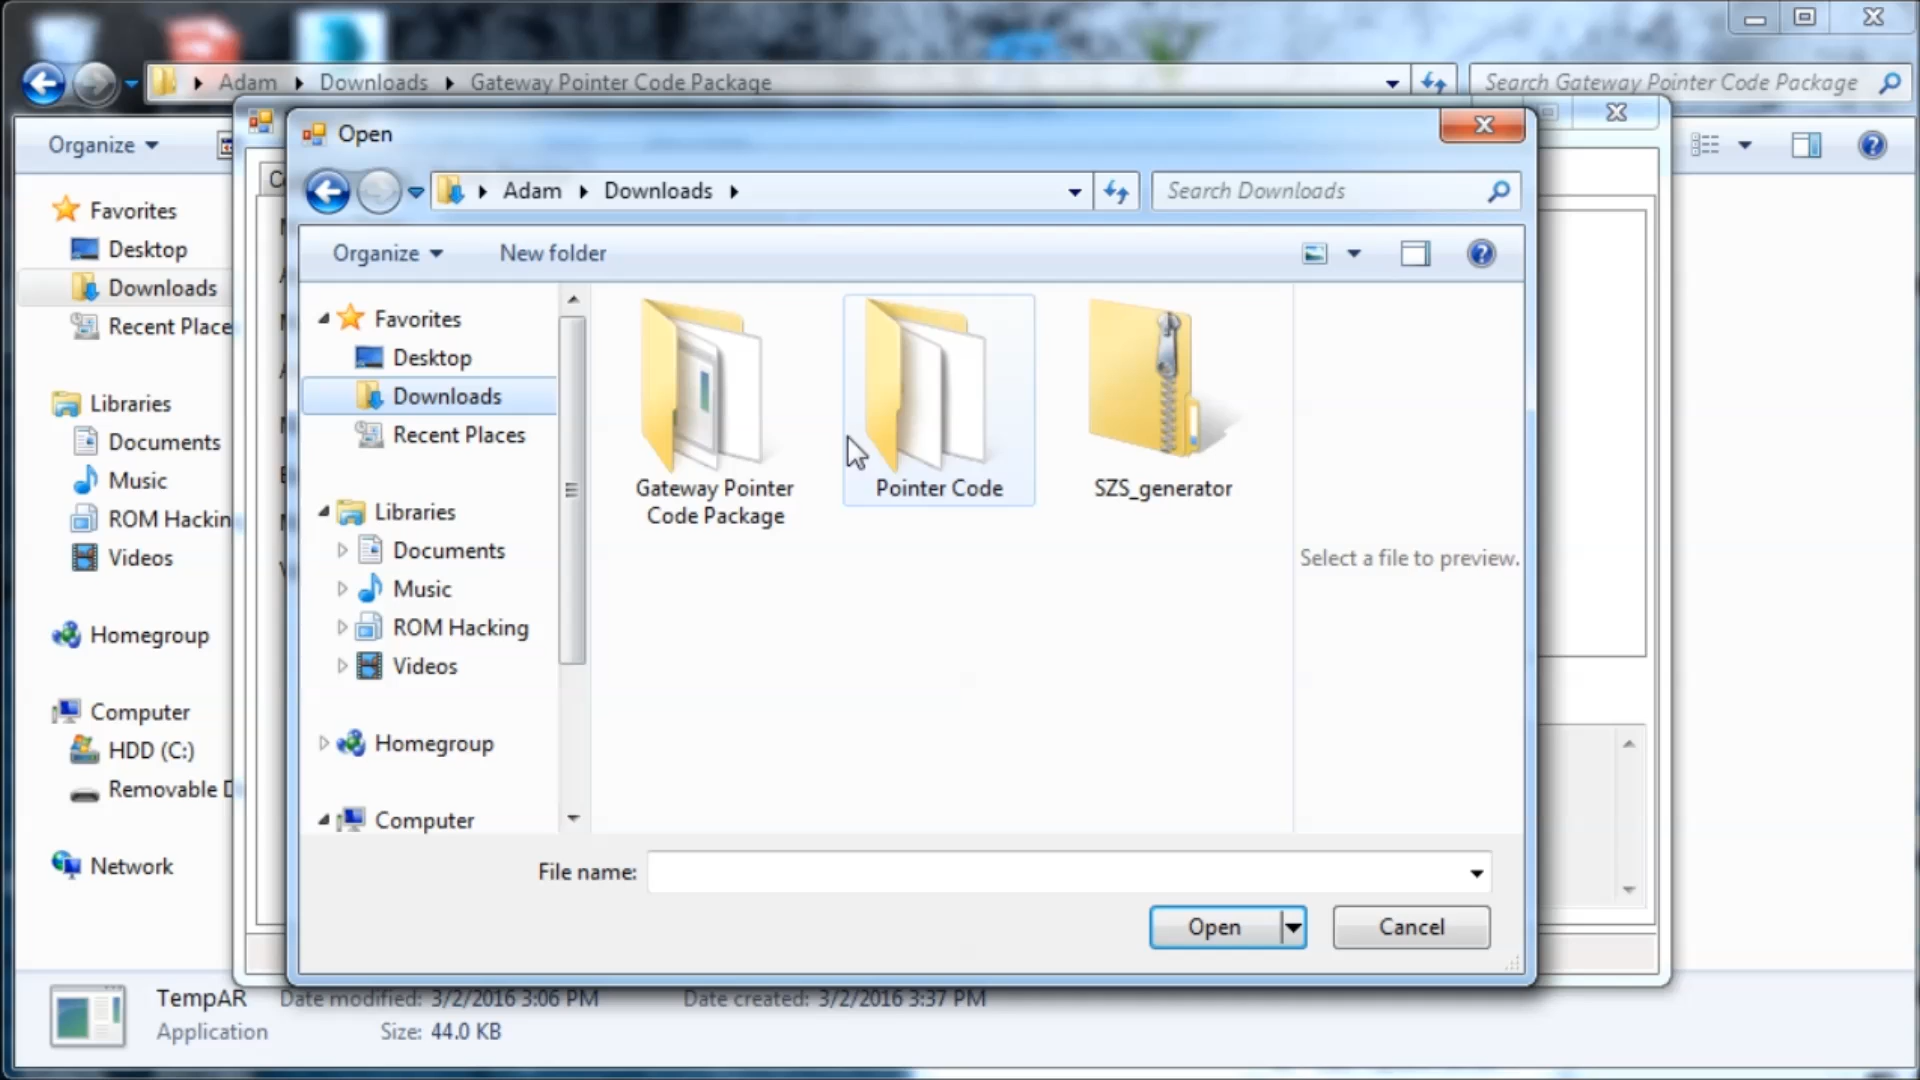 Adam Downloads Gateway Pointer Code Package
Search Gateway Pointer Code Package
Organize
Favorites
Desktop
Downloads
Recent Place
Libraries
Documents
Music
ROM Hackin
Videos
Homegroup
Computer
HDD (C:)
Removable D
Network
Open
Adam Downloads
Search Downloads
Organize
New folder
Favorites
Desktop
Downloads
Recent Places
Libraries
Documents
Music
ROM Hacking
Videos
Homegroup
Computer
Gateway Pointer
Code Package
Pointer Code
SZS_generator
Select a file to preview.
File name:
Open
Cancel
TempAR Date modified: 3/2/2016 3:06 PM Date created: 3/2/2016 3:37 PM
Application Size: 44.0 KB